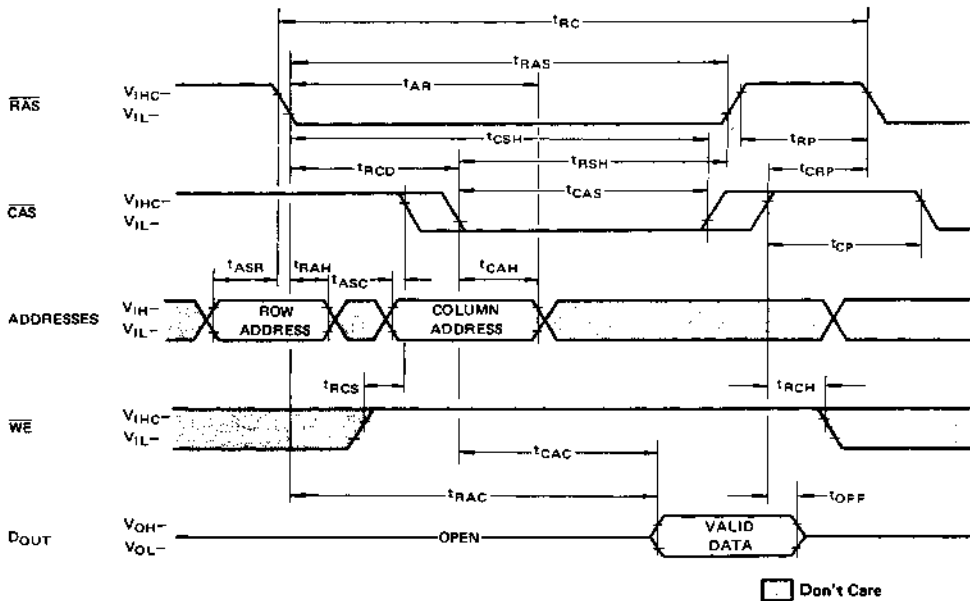 tRC
tRAS
tAR
RAS
VIHC–
VIL–
tCSH
tRP
tRCD
tRSH
tCRP
tCAS
CAS
VIHC–
VIL–
tCP
tASR
tRAH
tASC
tCAH
ADDRESSES
VIH–
VIL–
ROW
ADDRESS
COLUMN
ADDRESS
tRCS
tRCH
WE
VIHC–
VIL–
tCAC
tRAC
tOFF
DOUT
VOH–
VOL–
OPEN
VALID
DATA
Don't Care